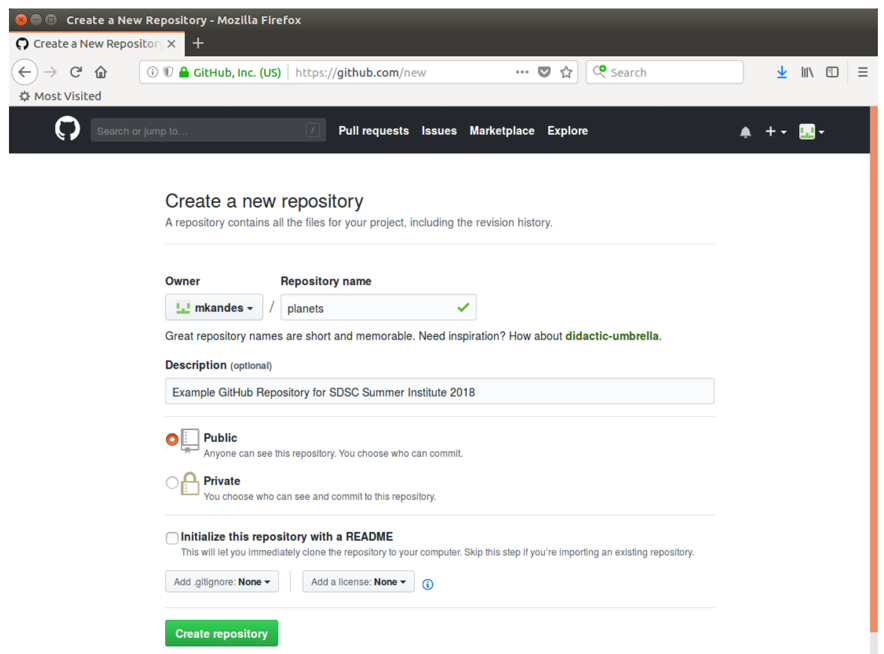 Create a New Repository - Mozilla Firefox
Create a New Repository
GitHub, Inc. (US) https://github.com/new Search
Most Visited
Search or jump to... / Pull requests Issues Marketplace Explore
Create a new repository
A repository contains all the files for your project, including the revision history.
Owner Repository name
mkandes / planets
Great repository names are short and memorable. Need inspiration? How about didactic-umbrella.
Description (optional)
Example GitHub Repository for SDSC Summer Institute 2018
Public
Anyone can see this repository. You choose who can commit.
Private
You choose who can see and commit to this repository.
Initialize this repository with a README
This will let you immediately clone the repository to your computer. Skip this step if you're importing an existing repository.
Add .gitignore: None Add a license: None
Create repository